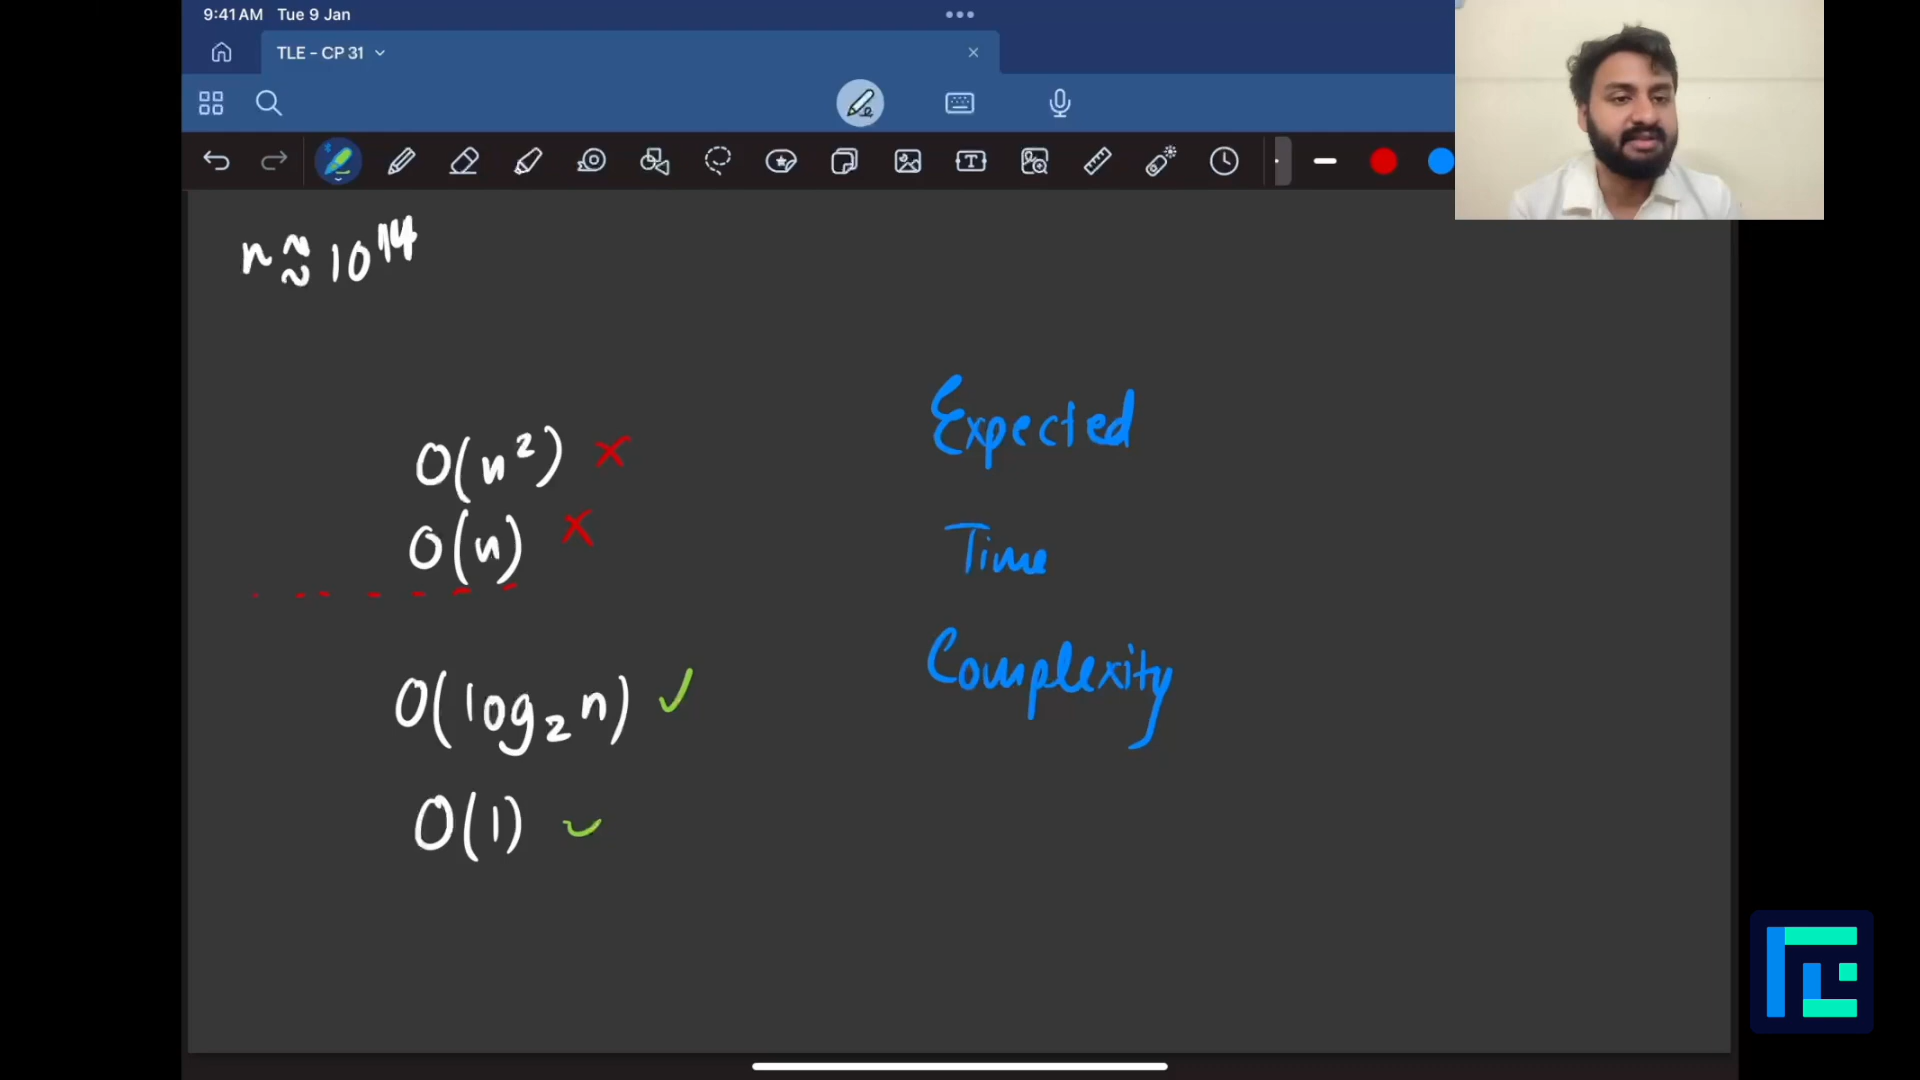 9:41 AM Tue 9 Jan
TLE - CP 31
n ≈ 10^14
O(n²) ×
O(n) ×
O(log₂n) ✓
O(1) ✓
Expected
Time
Complexity